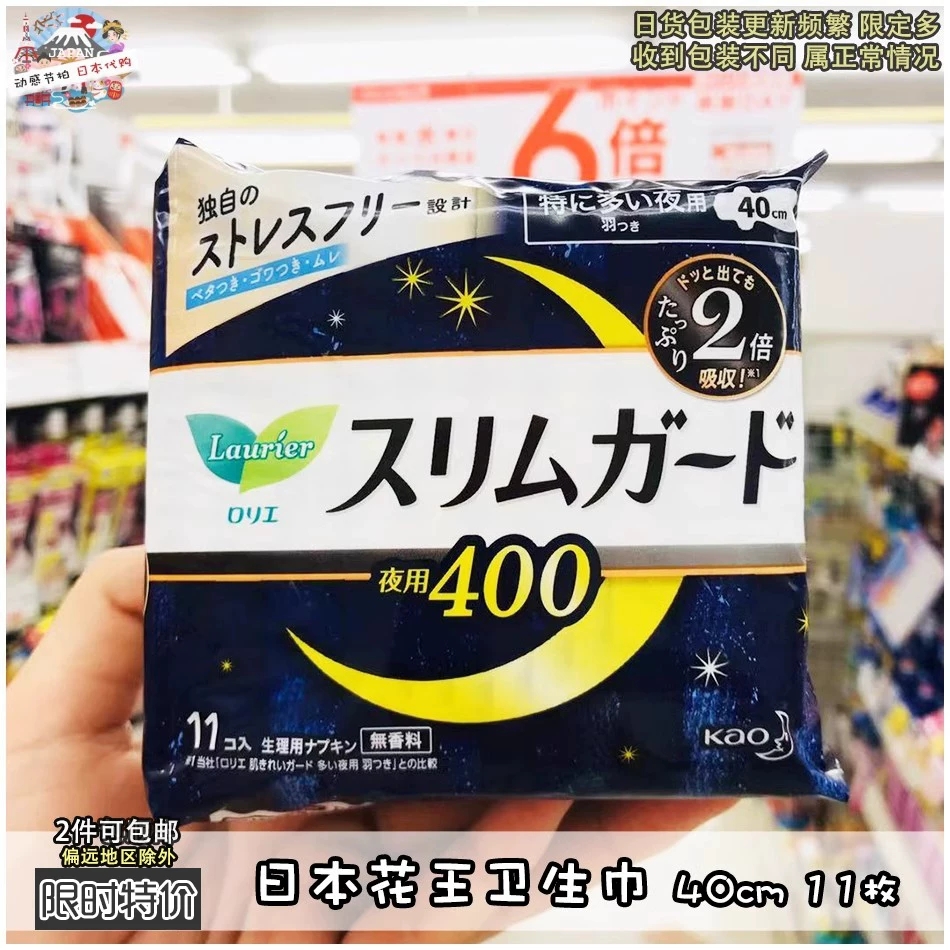 JAPAN
动感节拍 日本代购
日货包装更新频繁 限定多
收到包装不同 属正常情况
6倍
独自の
ストレスフリー設計
ベタつき・ゴワつき・ムレ
特に多い夜用
羽つき
40cm
ドッと出ても
たっぷり
2倍
吸収!※1
Laurier
ロリエ
スリムガード
夜用400
11コ入 生理用ナプキン 無香料
※1当社「ロリエ 肌きれいガード 多い夜用 羽つき」との比較
Kao
2件可包邮
偏远地区除外
限时特价
日本花王卫生巾 40cm 11枚